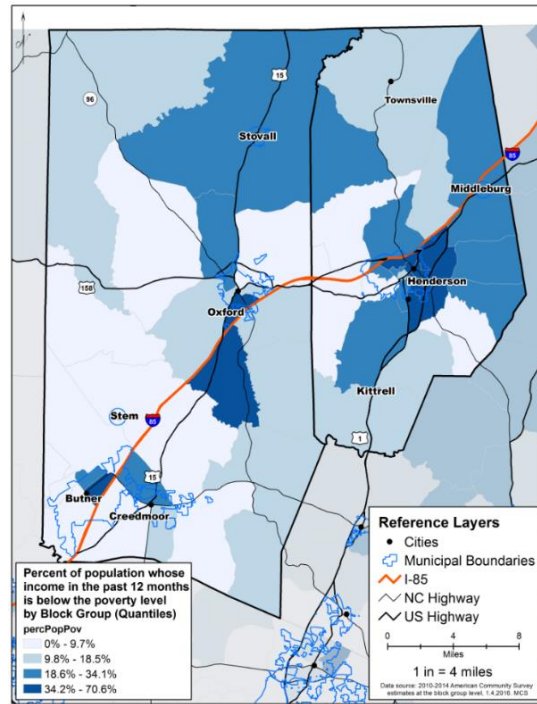 15
96
Townsville
Stovall
85
Middleburg
158
Henderson
Oxford
Kittrell
Stem
85
1
15
Butner
Creedmoor
Reference Layers
Cities
Municipal Boundaries
I-85
NC Highway
US Highway
0 4 8
Miles
1 in = 4 miles
Data source: 2010-2014 American Community Survey
estimates at the block group level, 1.4.2016. MCS
Percent of population whose
income in the past 12 months
is below the poverty level
by Block Group (Quantiles)
percPopPov
0% - 9.7%
9.8% - 18.5%
18.6% - 34.1%
34.2% - 70.6%